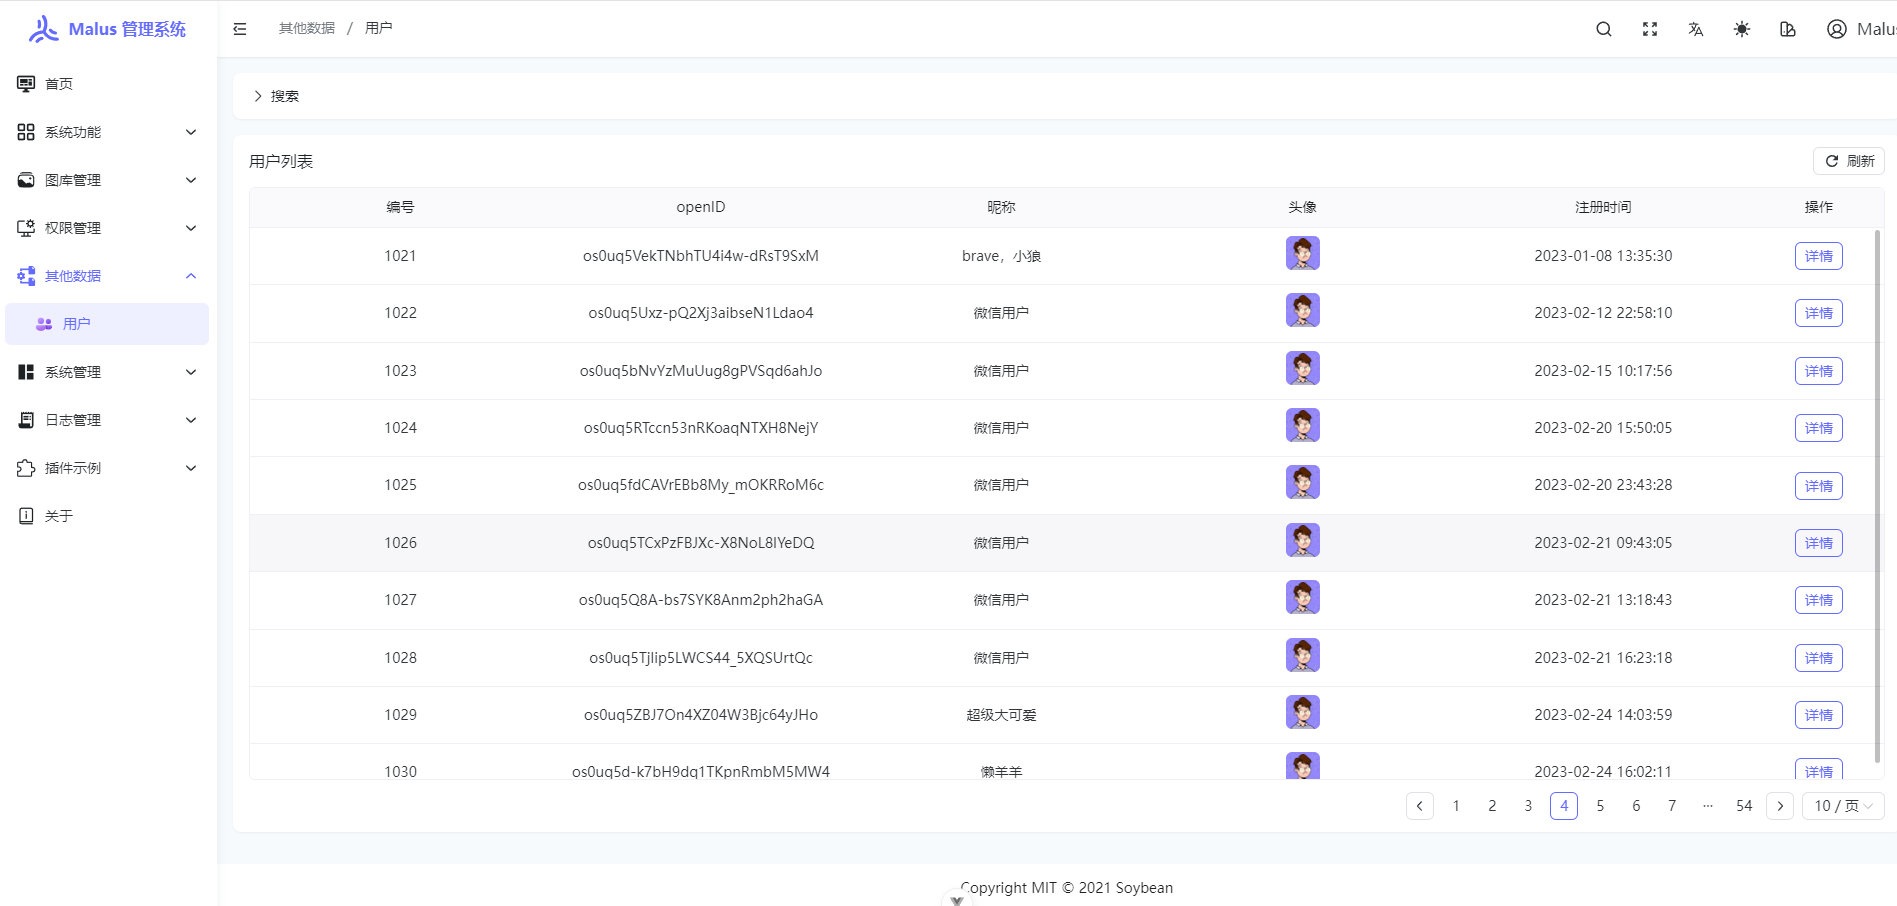 Malus 管理系统
其他数据 / 用户
Malus
首页
系统功能
图库管理
权限管理
其他数据
用户
系统管理
日志管理
插件示例
关于
搜索
用户列表
刷新
编号 openID 昵称 头像 注册时间 操作
1021 os0uq5VekTNbhTU4i4w-dRsT9SxM brave，小狼 2023-01-08 13:35:30 详情
1022 os0uq5Uxz-pQ2Xj3aibseN1Ldao4 微信用户 2023-02-12 22:58:10 详情
1023 os0uq5bNvYzMuUug8gPVSqd6ahJo 微信用户 2023-02-15 10:17:56 详情
1024 os0uq5RTccn53nRKoaqNTXH8NejY 微信用户 2023-02-20 15:50:05 详情
1025 os0uq5fdCAVrEBb8My_mOKRRoM6c 微信用户 2023-02-20 23:43:28 详情
1026 os0uq5TCxPzFBJXc-X8NoL8lYeDQ 微信用户 2023-02-21 09:43:05 详情
1027 os0uq5Q8A-bs7SYK8Anm2ph2haGA 微信用户 2023-02-21 13:18:43 详情
1028 os0uq5Tjlip5LWCS44_5XQSUrtQc 微信用户 2023-02-21 16:23:18 详情
1029 os0uq5ZBJ7On4XZ04W3Bjc64yJHo 超级大可爱 2023-02-24 14:03:59 详情
1030 os0uq5d-k7bH9dq1TKpnRmbM5MW4 懒羊羊 2023-02-24 16:02:11 详情
1 2 3 4 5 6 7 ··· 54 10 / 页
Copyright MIT © 2021 Soybean